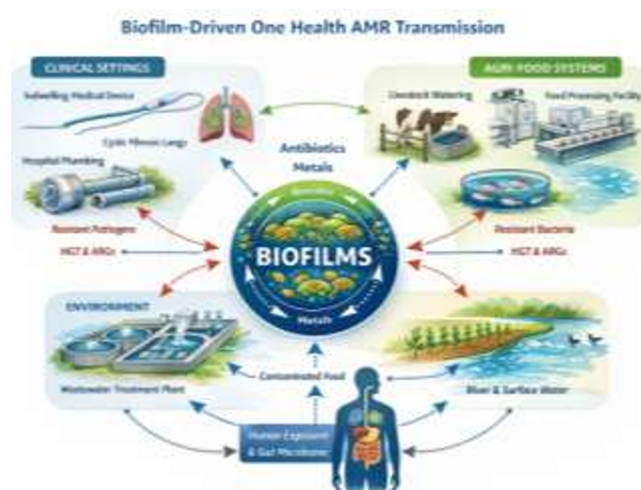 Biofilm-Driven One Health AMR Transmission
CLINICAL SETTINGS
AGRI-FOOD SYSTEMS
Indwelling Medical Device
Cystic Fibrosis Lungs
Hospital Plumbing
Livestock Watering
Food Processing Facility
Antibiotics
Metals
Resistant Pathogens
HGT & ARGs
Resistant Bacteria
HGT & ARGs
BIOFILMS
Metals
ENVIRONMENT
Wastewater Treatment Plant
Contaminated Food
River & Surface Water
Human Exposure
& Gut Microbiome